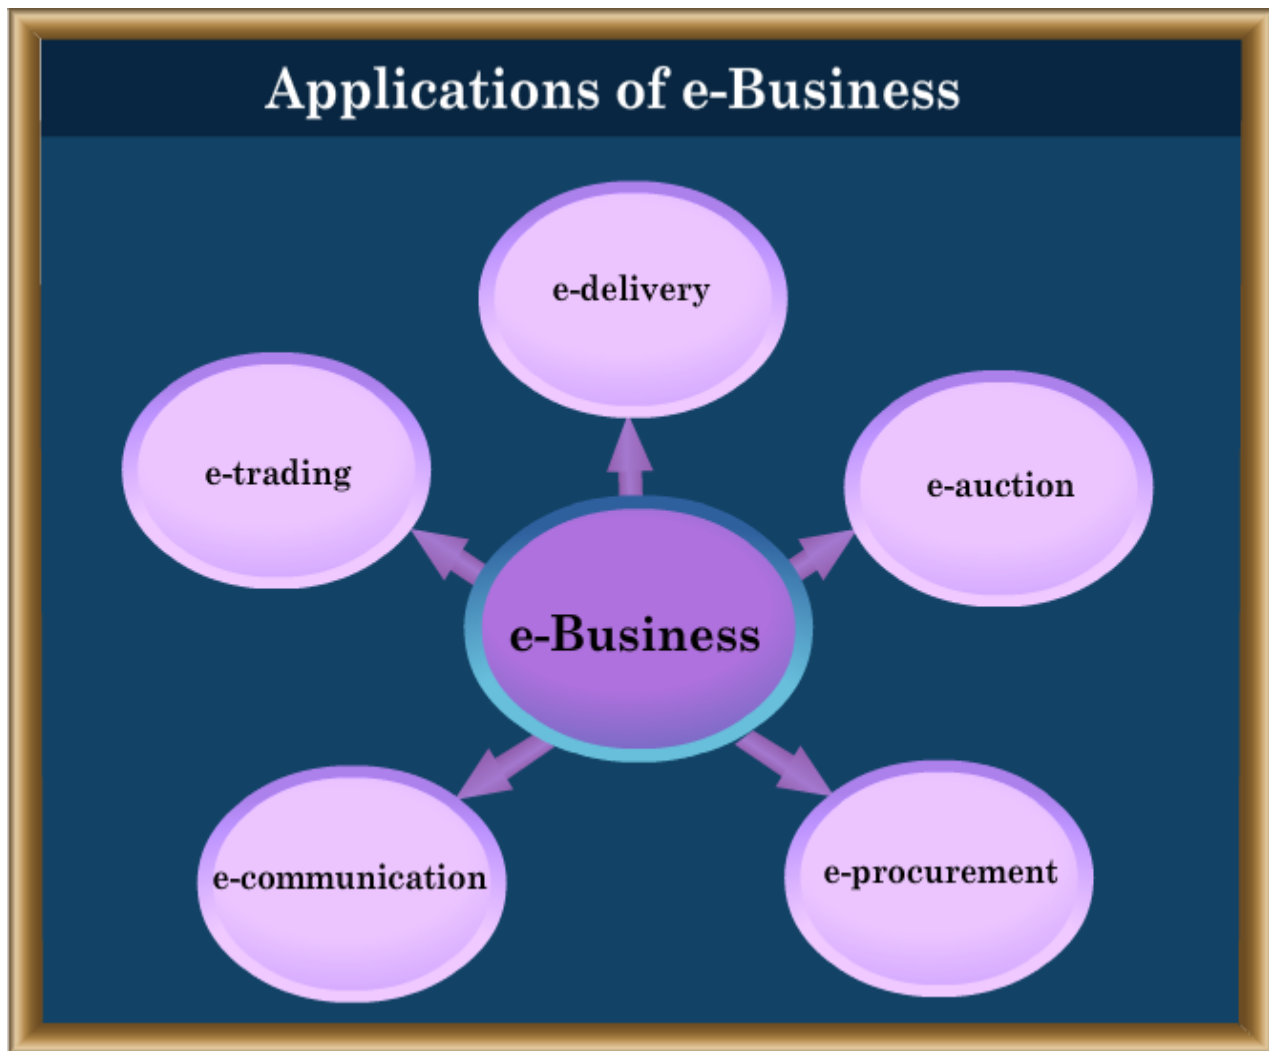 Applications of e-Business
e-delivery
e-trading
e-auction
e-Business
e-communication
e-procurement